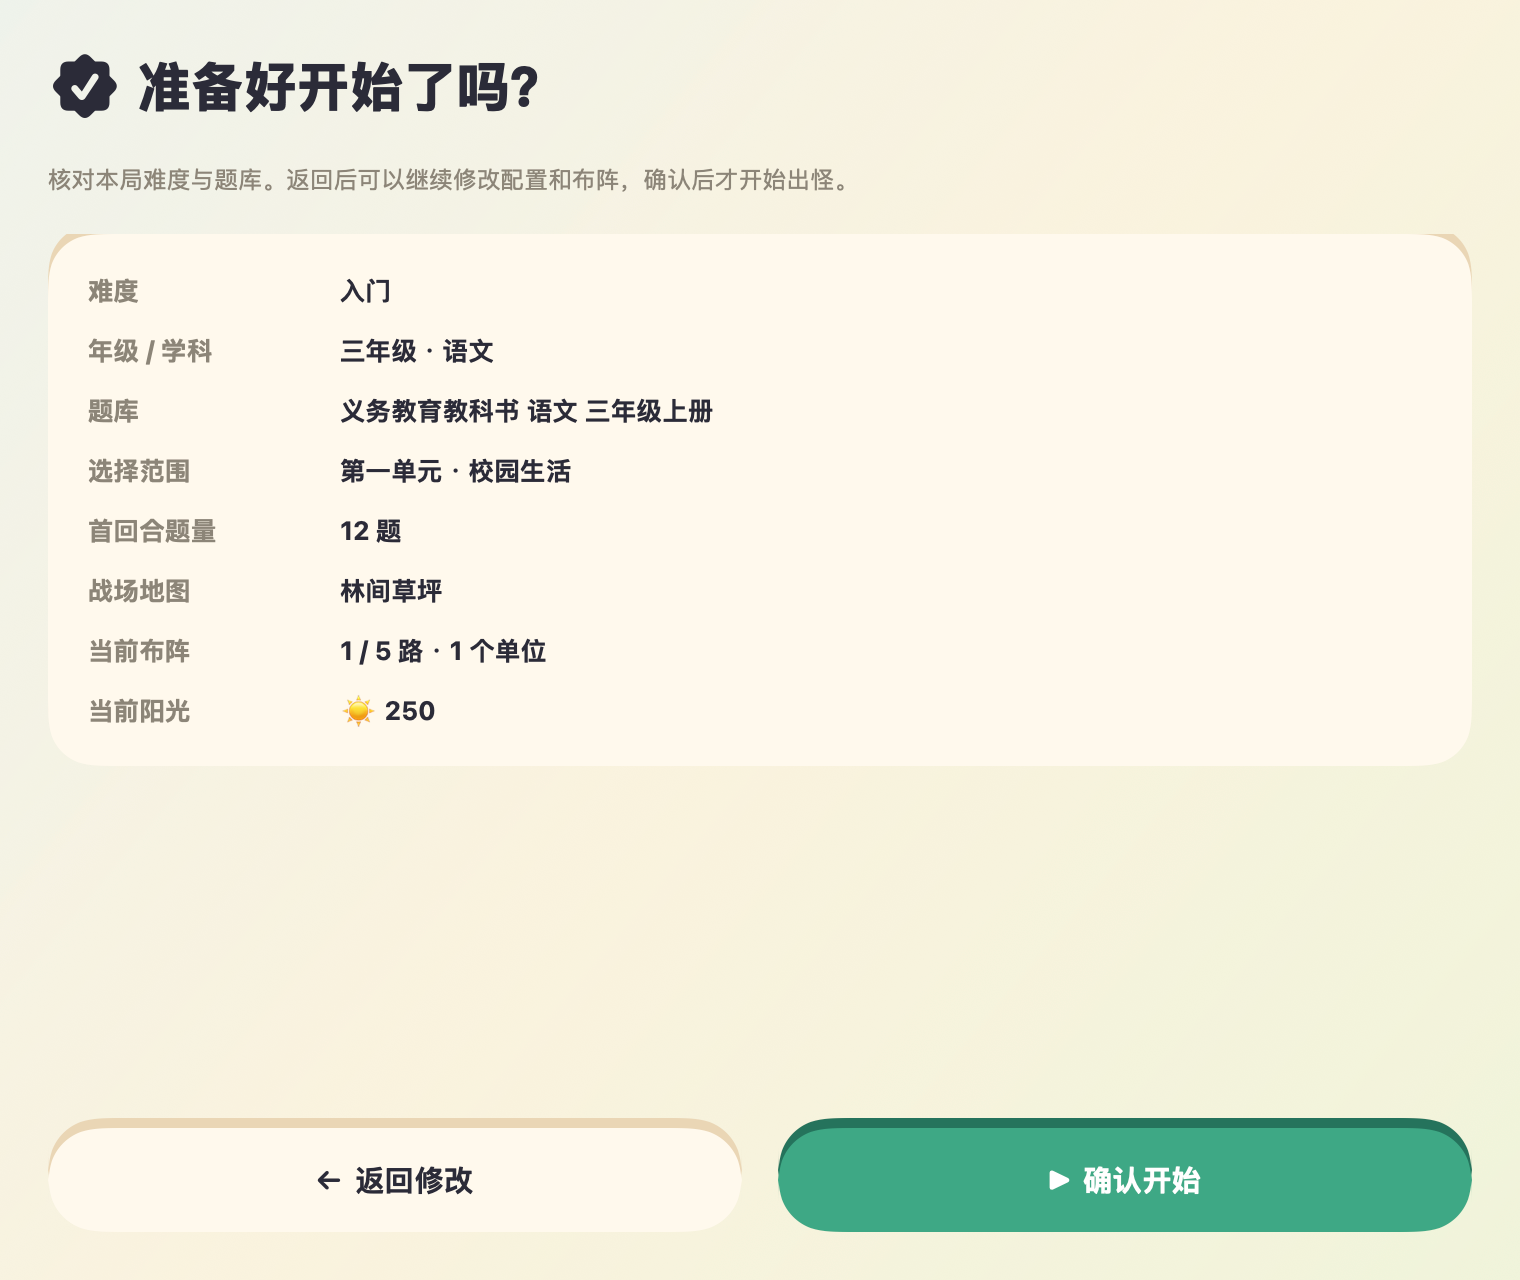 准备好开始了吗?
核对本局难度与题库。返回后可以继续修改配置和布阵，确认后才开始出怪。
难度 入门
年级 / 学科 三年级 · 语文
题库 义务教育教科书 语文 三年级上册
选择范围 第一单元 · 校园生活
首回合题量 12 题
战场地图 林间草坪
当前布阵 1 / 5 路 · 1 个单位
当前阳光 ☀️ 250
← 返回修改 ▶ 确认开始